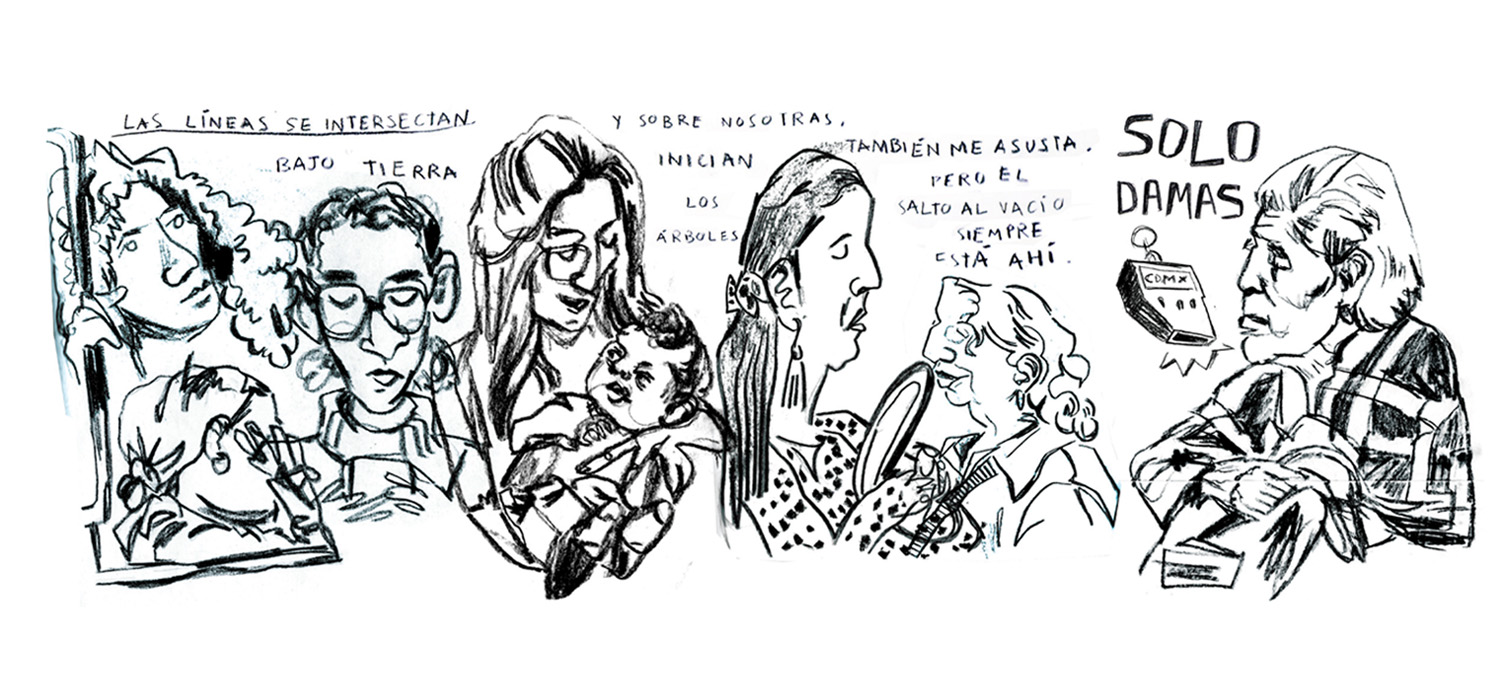 LAS LÍNEAS SE INTERSECTAN
BAJO TIERRA
Y SOBRE NOSOTRAS,
INICIAN
LOS
ÁRBOLES
TAMBIÉN ME ASUSTA.
PERO EL
SALTO AL VACÍO
SIEMPRE
ESTÁ AHÍ.
SOLO
DAMAS
CDMX